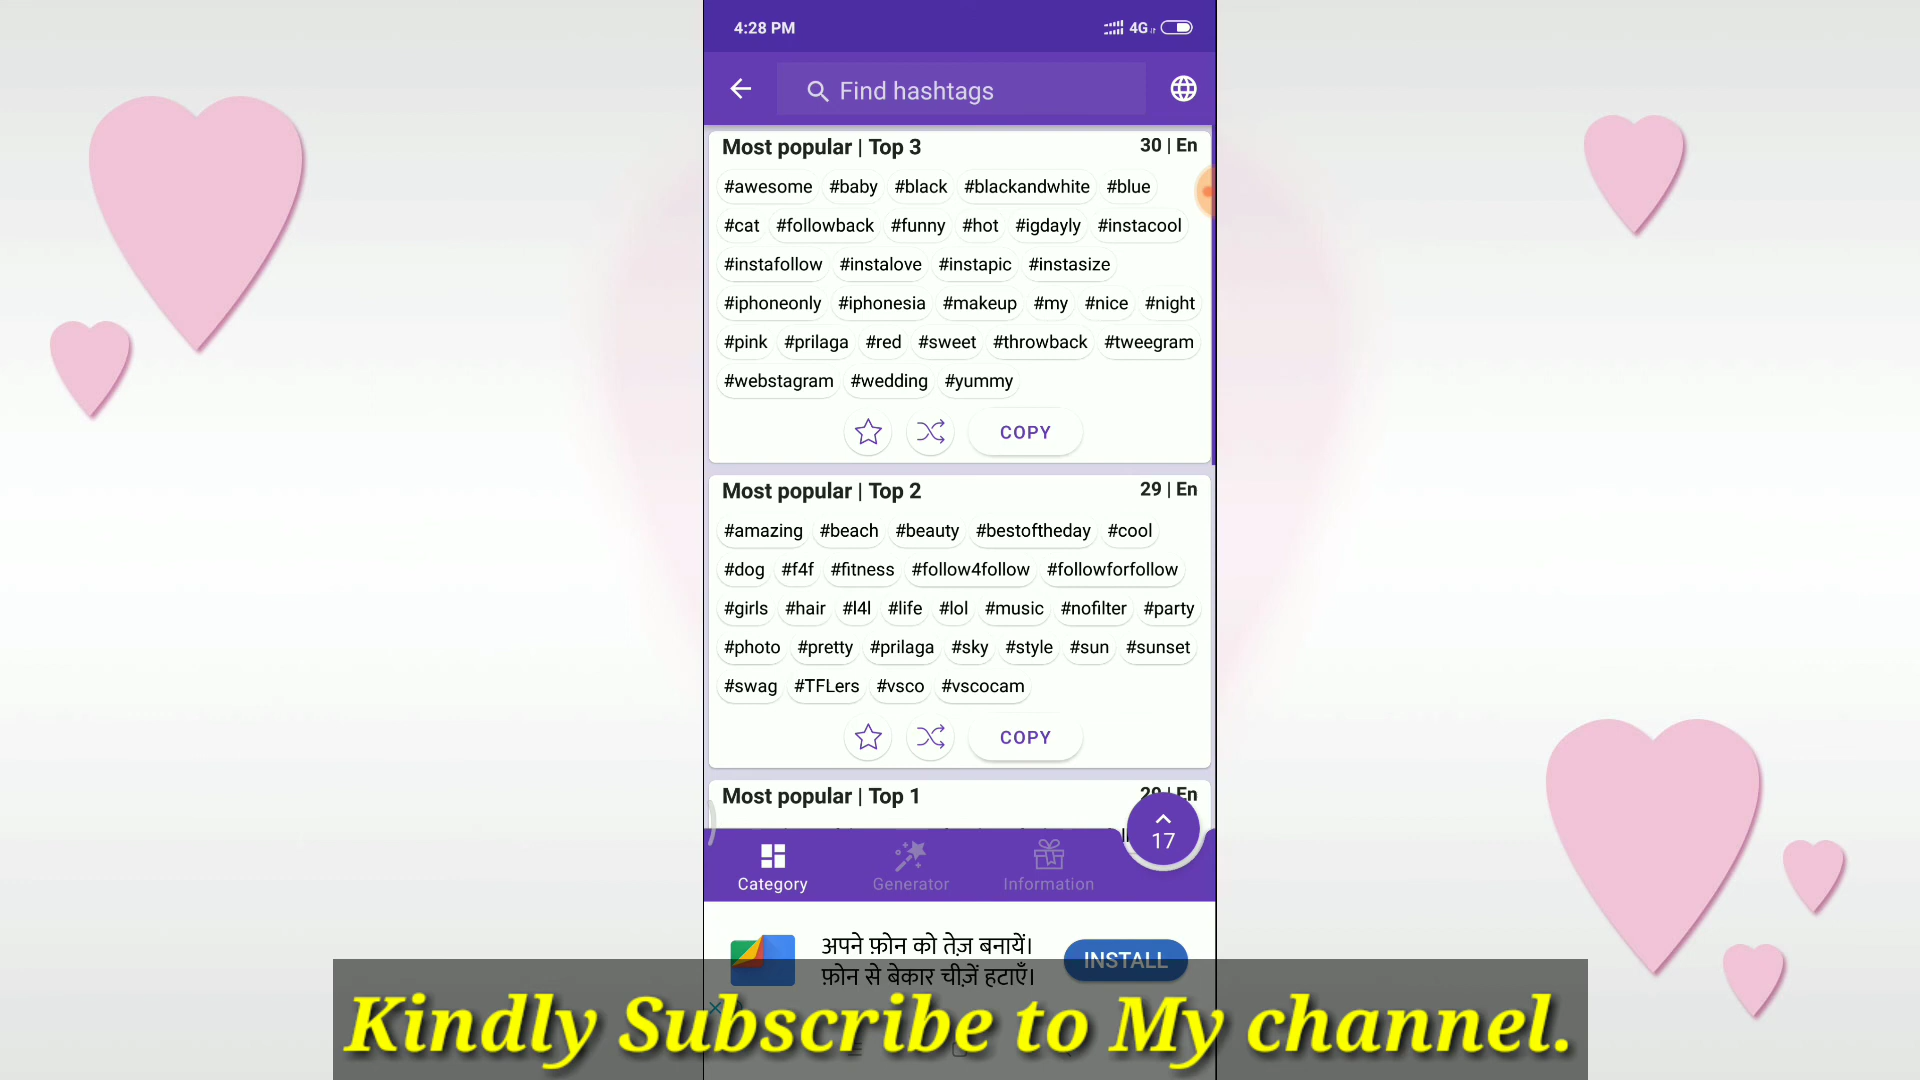 4:28 PM 4G
Find hashtags
Most popular | Top 3 30 | En
#awesome #baby #black #blackandwhite #blue
#cat #followback #funny #hot #igdayly #instacool
#instafollow #instalove #instapic #instasize
#iphoneonly #iphonesia #makeup #my #nice #night
#pink #prilaga #red #sweet #throwback #tweegram
#webstagram #wedding #yummy
COPY
Most popular | Top 2 29 | En
#amazing #beach #beauty #bestoftheday #cool
#dog #f4f #fitness #follow4follow #followforfollow
#girls #hair #l4l #life #lol #music #nofilter #party
#photo #pretty #prilaga #sky #style #sun #sunset
#swag #TFLers #vsco #vscocam
COPY
Most popular | Top 1 29 | En
17
Category Generator Information
अपने फ़ोन को तेज़ बनायें।
फ़ोन से बेकार चीज़ें हटाएँ।
INSTALL
Kindly Subscribe to My channel.